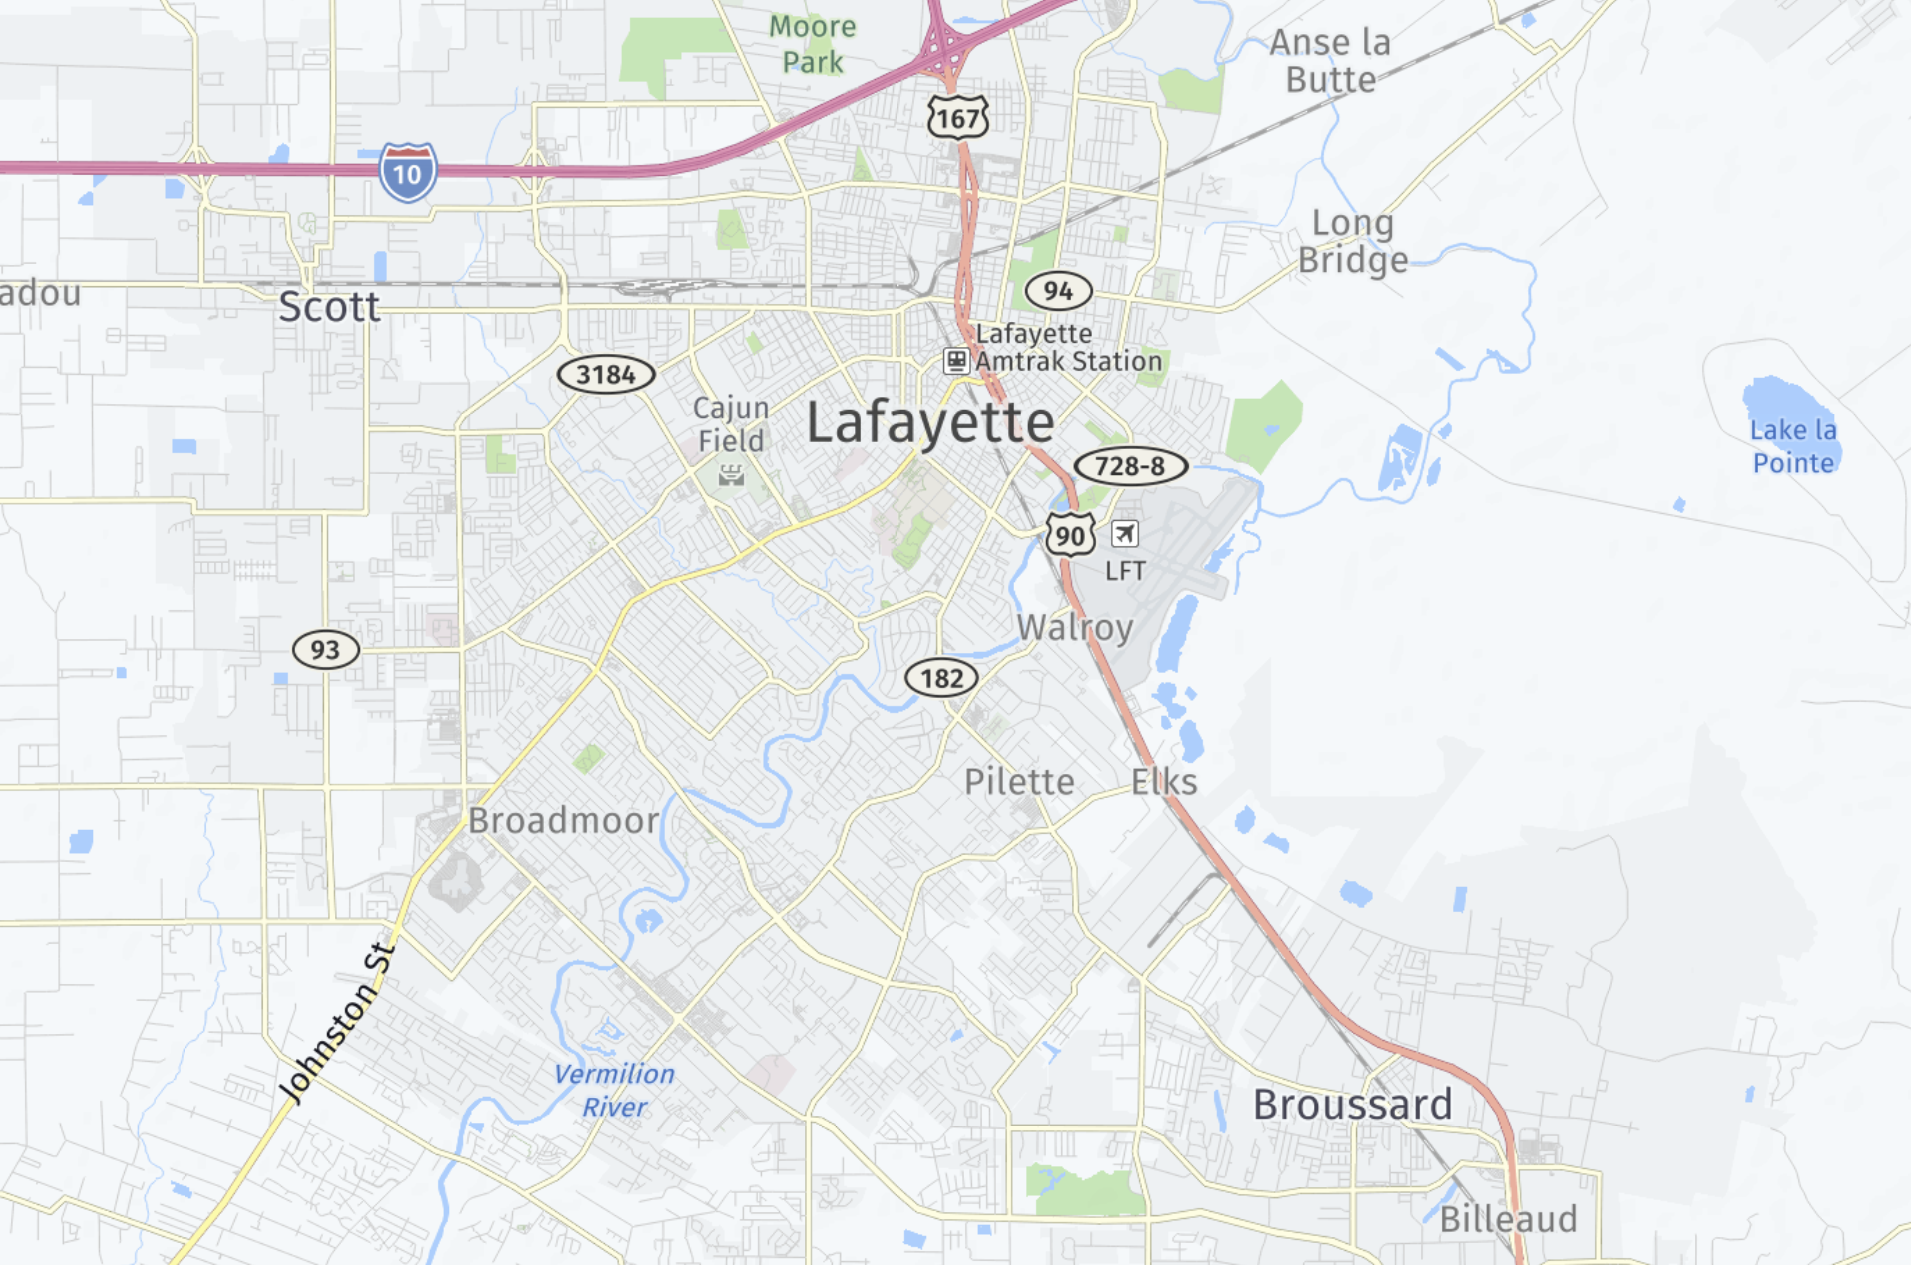 Moore
Park
Anse la
Butte
167
10
Long
Bridge
adou
Scott
94
Lafayette
Amtrak Station
3184
Cajun
Field
Lafayette
Lake la
Pointe
728-8
90
LFT
Walroy
93
182
Pilette
Elks
Broadmoor
Johnston St
Vermilion
River
Broussard
Billeaud